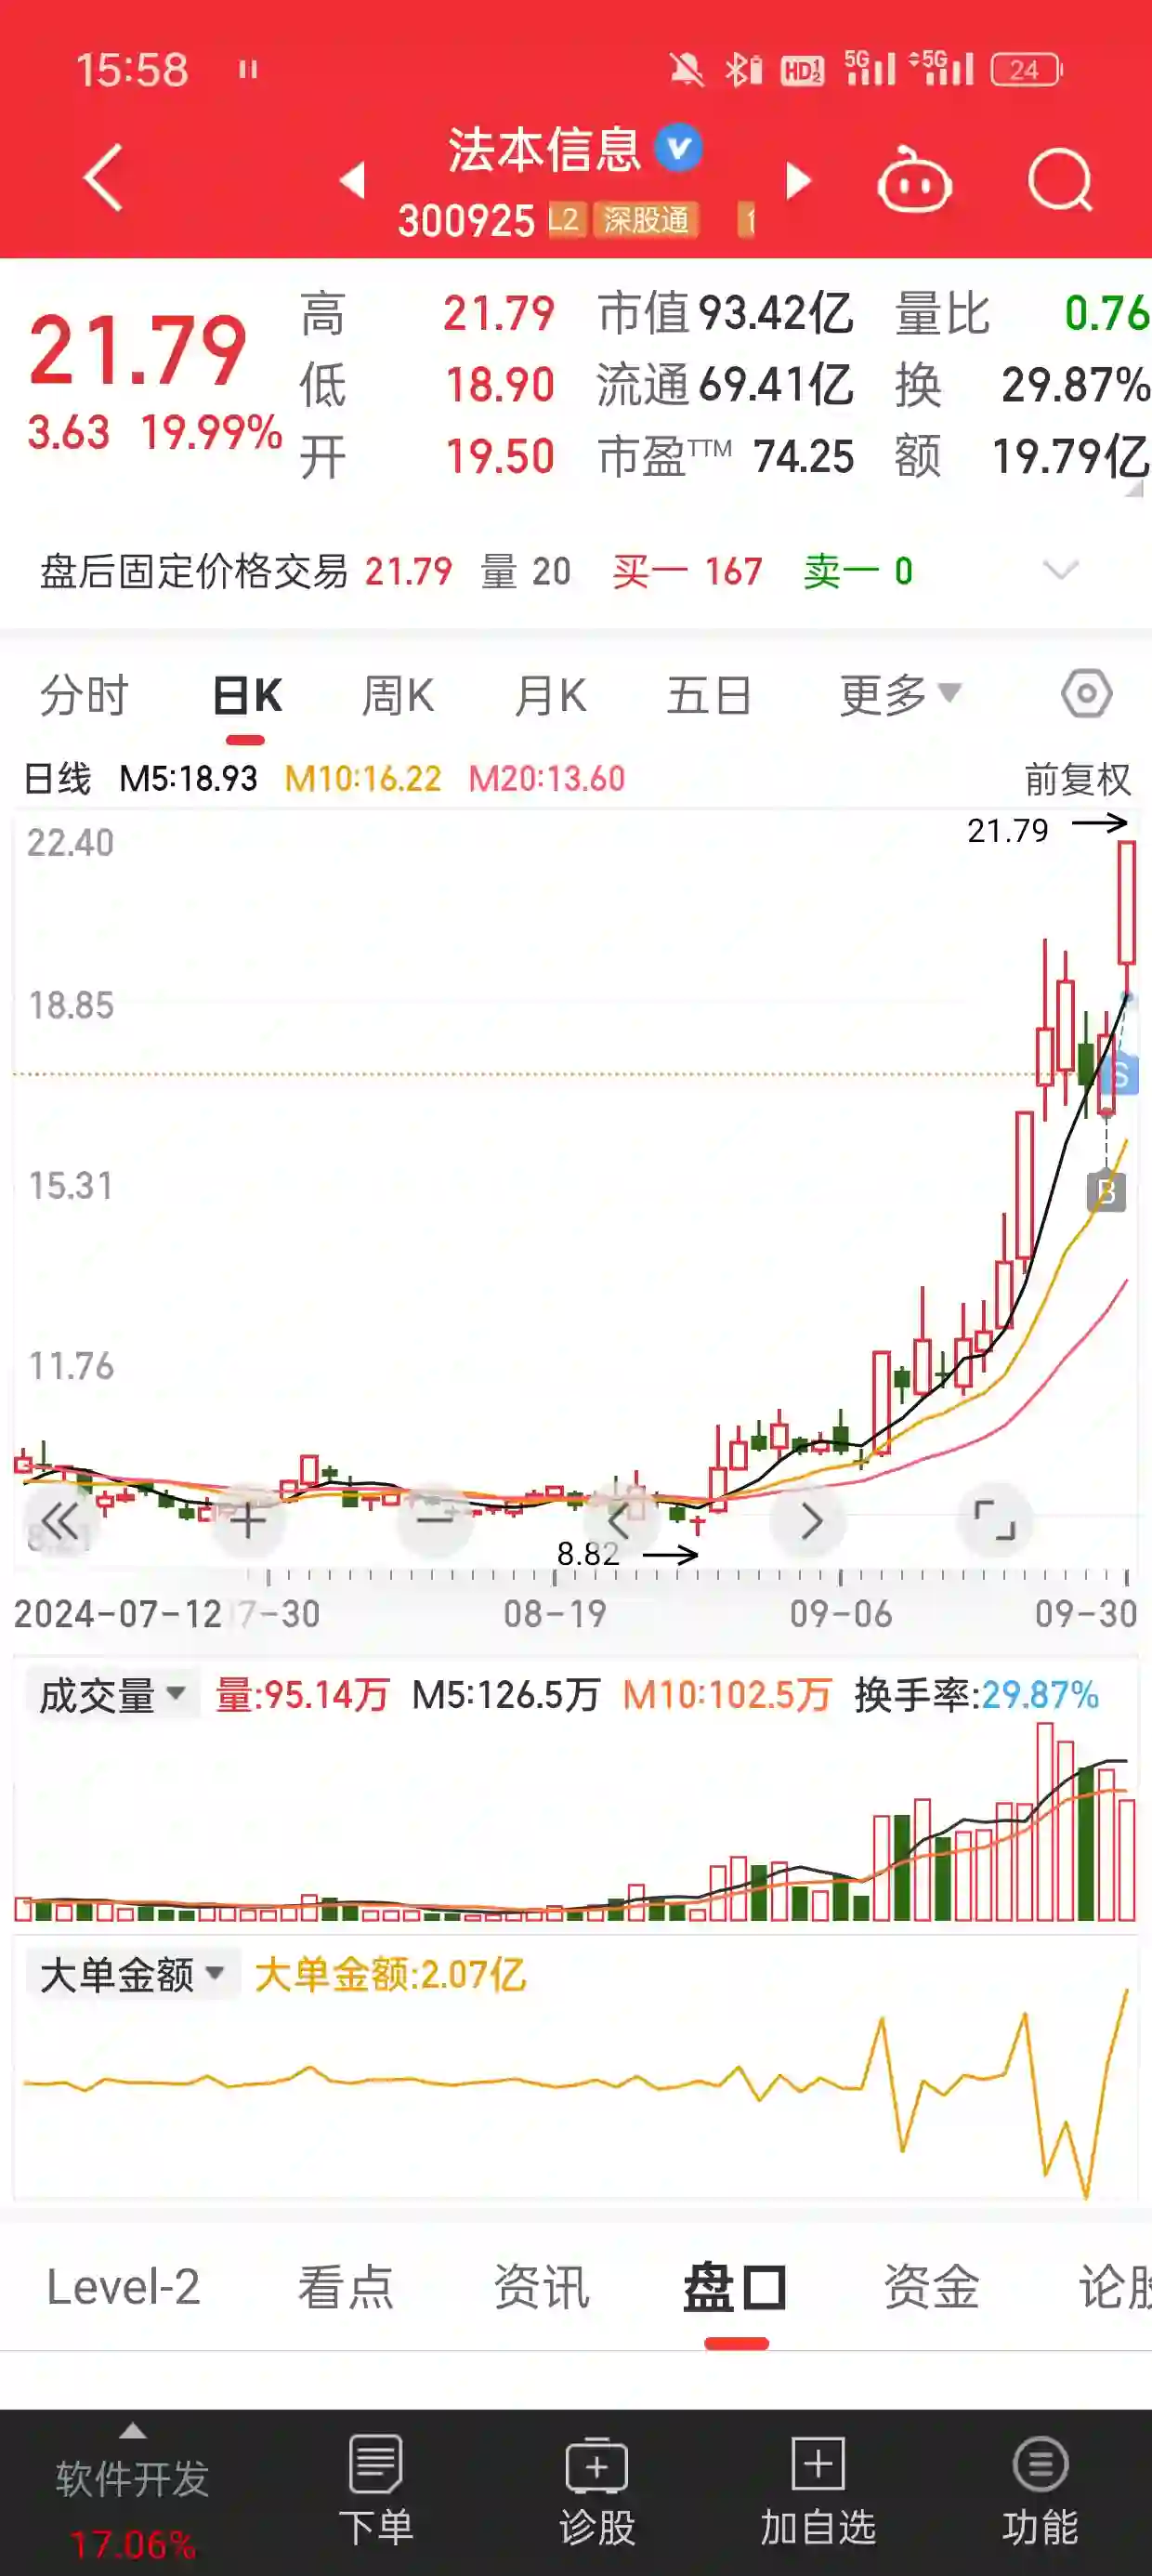 15:58 HD 1 2 5G 5G 24
法本信息
300925 L2 深股通
21.79 高 21.79 市值 93.42亿 量比 0.76
3.63 19.99% 低 18.90 流通 69.41亿 换 29.87%
开 19.50 市盈TTM 74.25 额 19.79亿
盘后固定价格交易 21.79 量 20 买一 167 卖一 0
分时 日K 周K 月K 五日 更多
日线 M5:18.93 M10:16.22 M20:13.60 前复权
21.79
22.40
18.85
S
15.31
B
11.76
8.21
8.82
2024-07-12 7-30 08-19 09-06 09-30
成交量 量:95.14万 M5:126.5万 M10:102.5万 换手率:29.87%
大单金额 大单金额:2.07亿
Level-2 看点 资讯 盘口 资金 论股
软件开发 下单 诊股 加自选 功能
17.06%